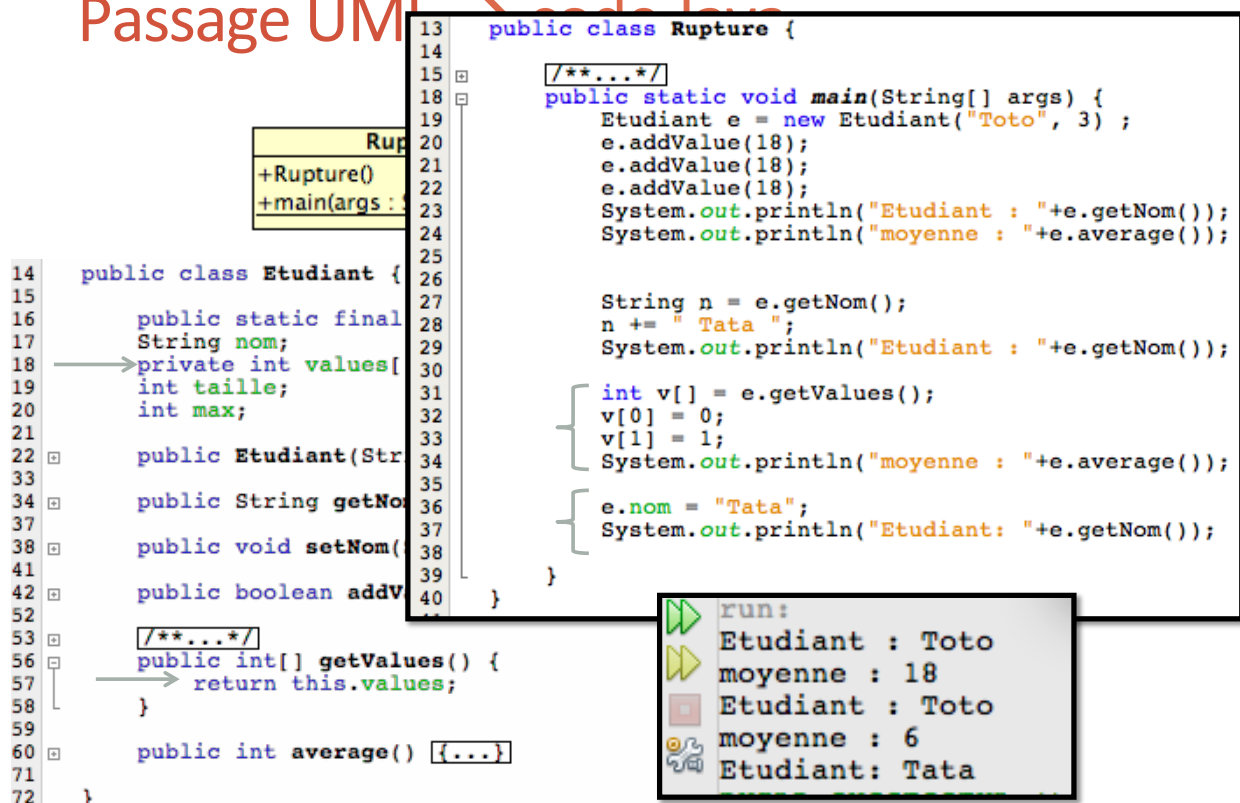 Passage UML
Rup
+Rupture()
+main(args :
14 public class Etudiant {
15
16 public static final
17 String nom;
18 private int values[
19 int taille;
20 int max;
21
22 public Etudiant(Str
33
34 public String getNo
37
38 public void setNom(
41
42 public boolean addV
52
53 /**...*/
56 public int[] getValues() {
57 return this.values;
58 }
59
60 public int average() {...}
71
72 }
13 public class Rupture {
14
15 /**...*/
18 public static void main(String[] args) {
19 Etudiant e = new Etudiant("Toto", 3) ;
20 e.addValue(18);
21 e.addValue(18);
22 e.addValue(18);
23 System.out.println("Etudiant : "+e.getNom());
24 System.out.println("moyenne : "+e.average());
25
26
27 String n = e.getNom();
28 n += " Tata ";
29 System.out.println("Etudiant : "+e.getNom());
30
31 int v[] = e.getValues();
32 v[0] = 0;
33 v[1] = 1;
34 System.out.println("moyenne : "+e.average());
35
36 e.nom = "Tata";
37 System.out.println("Etudiant: "+e.getNom());
38
39 }
40 }
run:
Etudiant : Toto
moyenne : 18
Etudiant : Toto
moyenne : 6
Etudiant: Tata